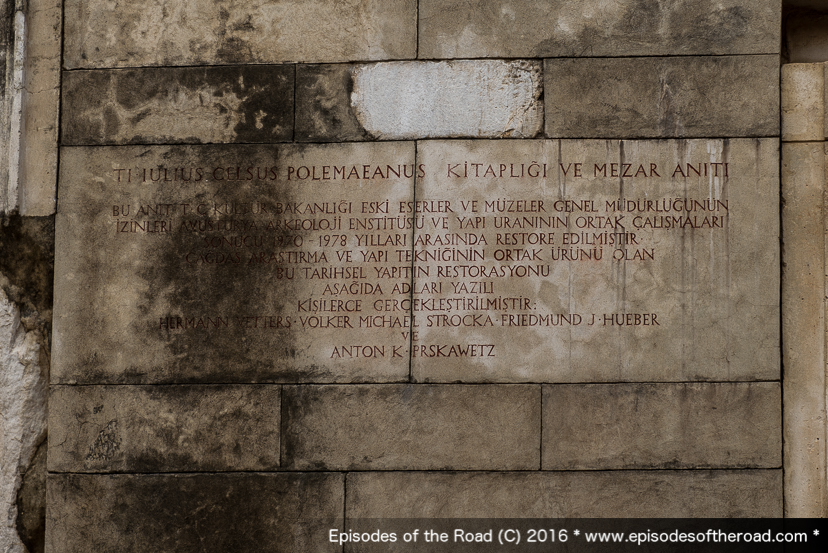 TI IULIUS CELSUS POLEMAEANUS KİTAPLIĞI VE MEZAR ANITI
BU ANIT T C KÜLTÜR BAKANLIĞI ESKİ ESERLER VE MÜZELER GENEL MÜDÜRLÜĞÜNÜN
İZİNLERİ AVUSTURYA ARKEOLOJİ ENSTİTÜSÜ VE YAPI URANININ ORTAK ÇALIŞMALARI
SONUCU 1970 - 1978 YILLARI ARASINDA RESTORE EDİLMİŞTİR
ÇAĞDAŞ ARAŞTIRMA VE YAPI TEKNİĞİNİN ORTAK ÜRÜNÜ OLAN
BU TARİHSEL YAPITIN RESTORASYONU
AŞAĞIDA ADLARI YAZILI
KİŞİLERCE GERÇEKLEŞTİRİLMİŞTİR:
HERMANN VETTERS · VOLKER MICHAEL STROCKA · FRIEDMUND J · HUEBER
VE
ANTON K · PRSKAWETZ
Episodes of the Road (C) 2016 * www.episodesoftheroad.com *